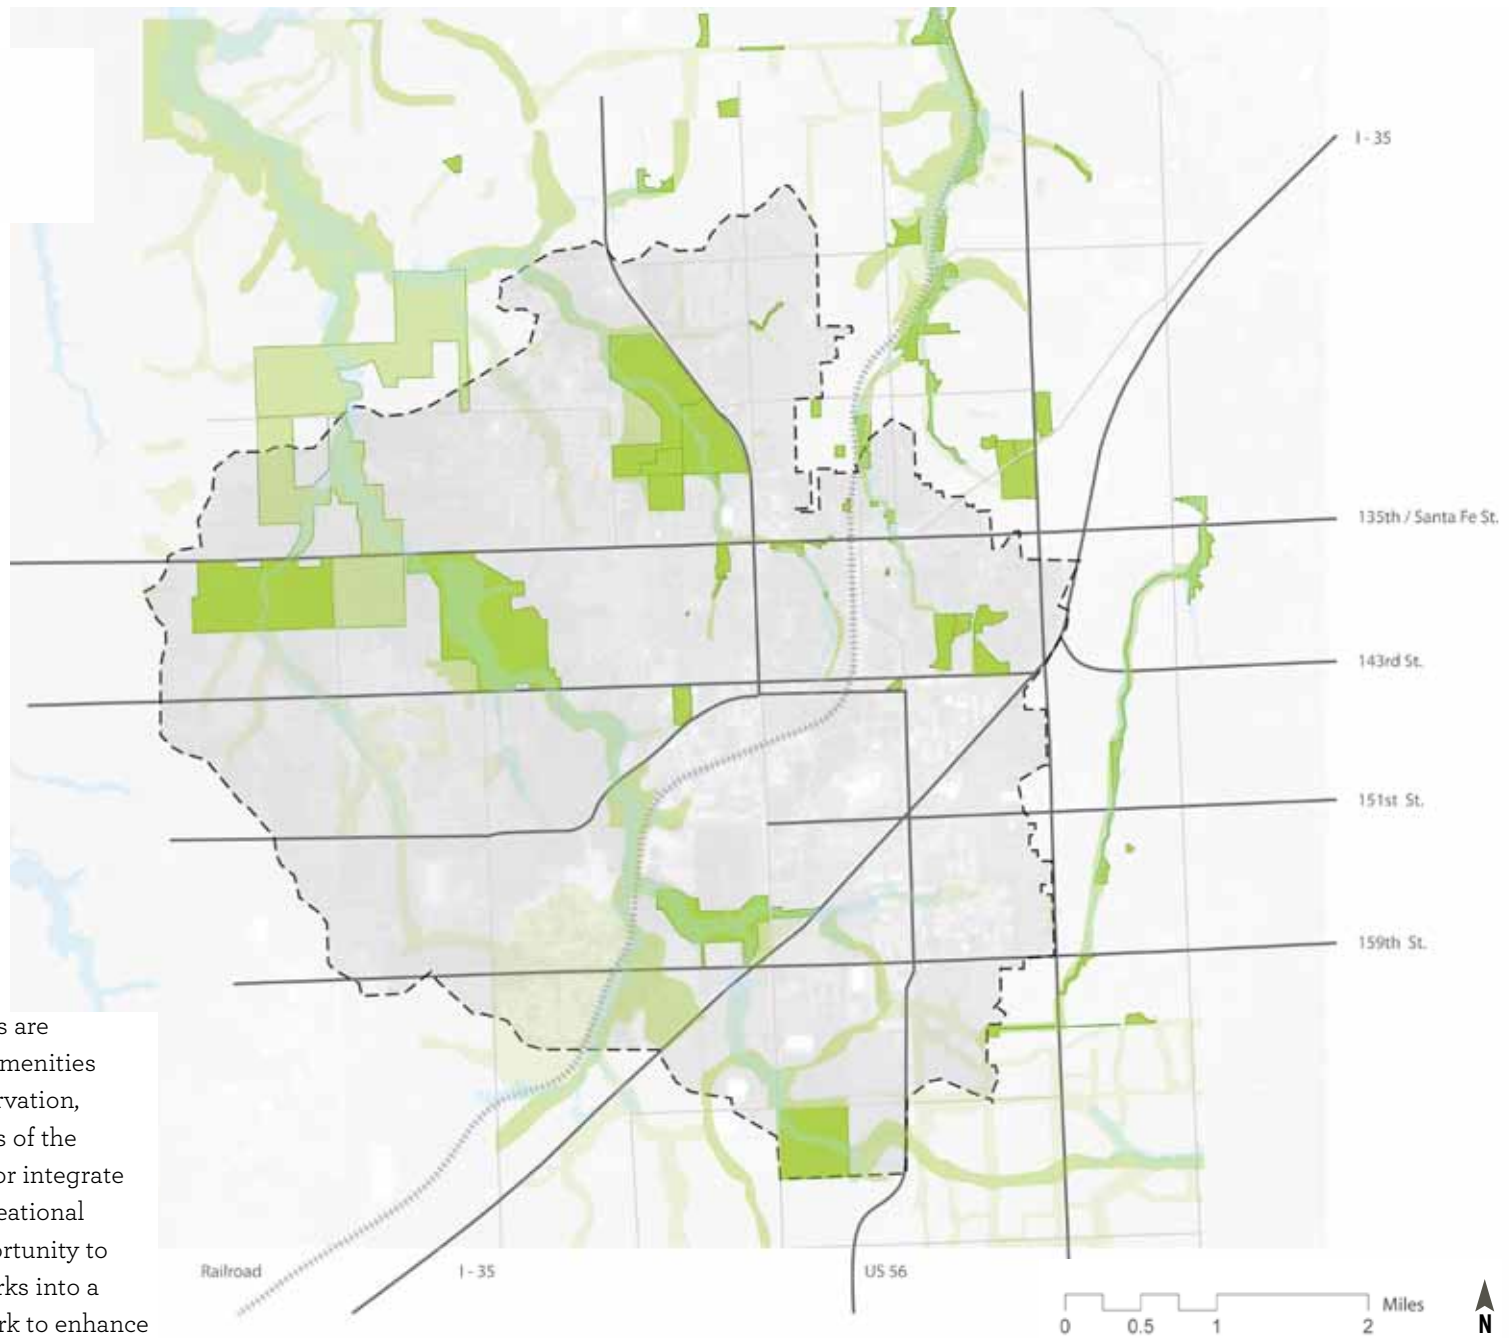 I - 35
135th / Santa Fe St.
143rd St.
151st St.
159th St.
s are
menities
rvation,
s of the
or integrate
eational
ortunity to
rks into a
rk to enhance
Railroad
I - 35
US 56
Miles
0 0.5 1 2
N